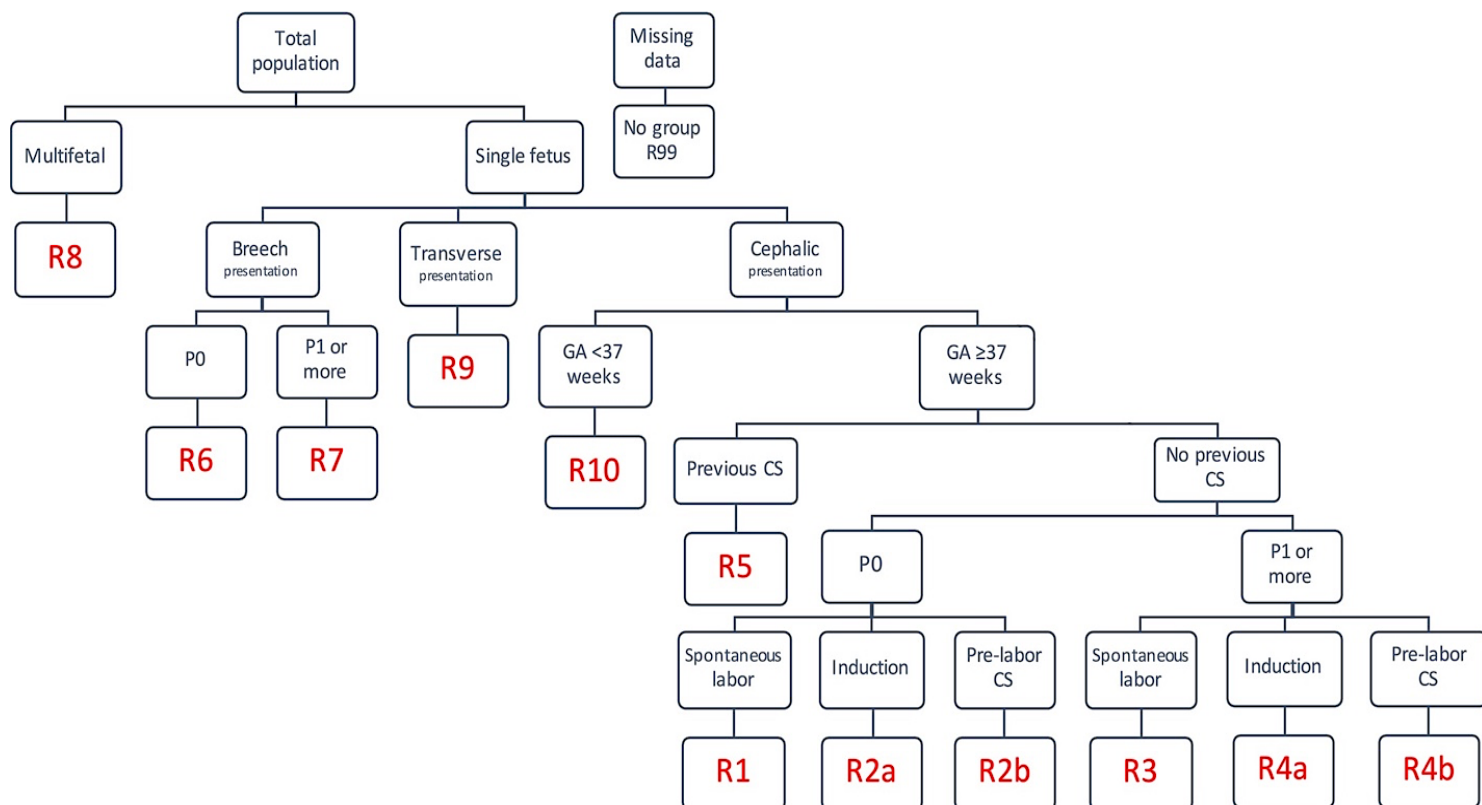 Total
population
Missing
data
Multifetal
Single fetus
No group
R99
R8
Breech
presentation
Transverse
presentation
Cephalic
presentation
P0
P1 or
more
R9
GA <37
weeks
GA ≥37
weeks
R6
R7
R10
Previous CS
No previous
CS
R5
P0
P1 or
more
Spontaneous
labor
Induction
Pre-labor
CS
Spontaneous
labor
Induction
Pre-labor
CS
R1
R2a
R2b
R3
R4a
R4b